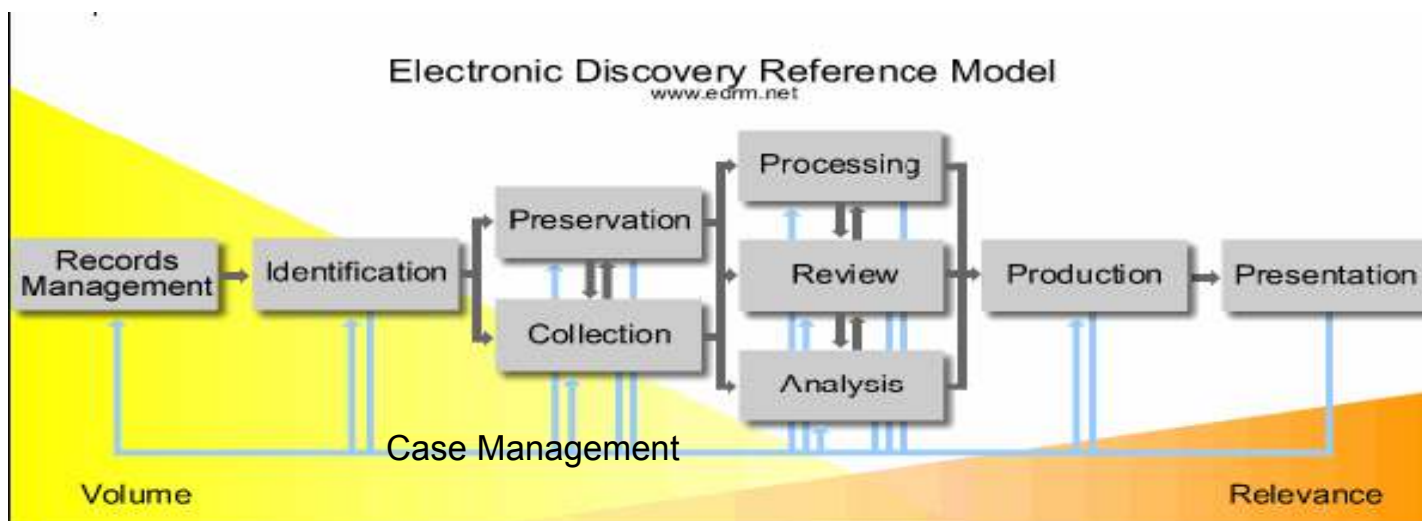 Electronic Discovery Reference Model
www.edrm.net
Processing
Preservation
Records
Management
Identification
Review
Production
Presentation
Collection
Analysis
Case Management
Volume
Relevance